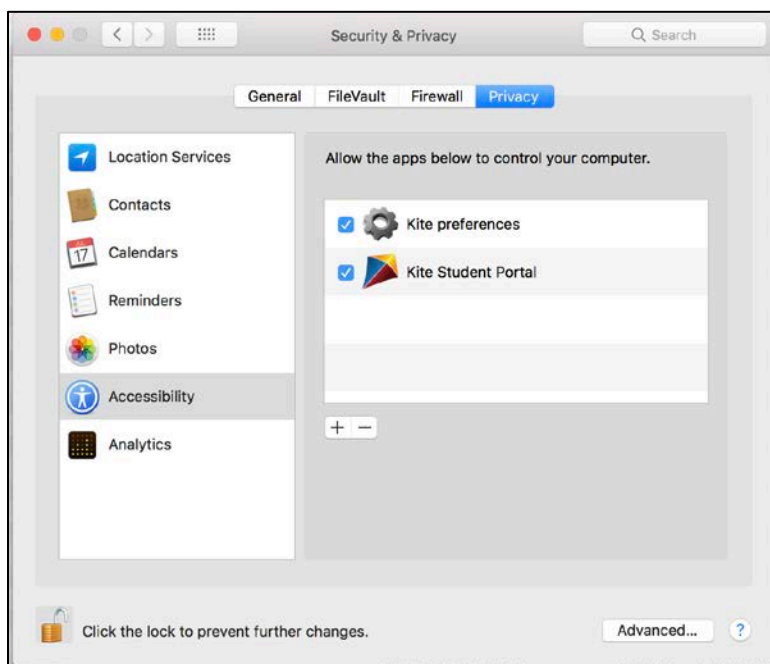 Security & Privacy
Search
General FileVault Firewall Privacy
Location Services
Contacts
Calendars
Reminders
Photos
Accessibility
Analytics
Allow the apps below to control your computer.
Kite preferences
Kite Student Portal
+ −
Click the lock to prevent further changes.
Advanced... ?